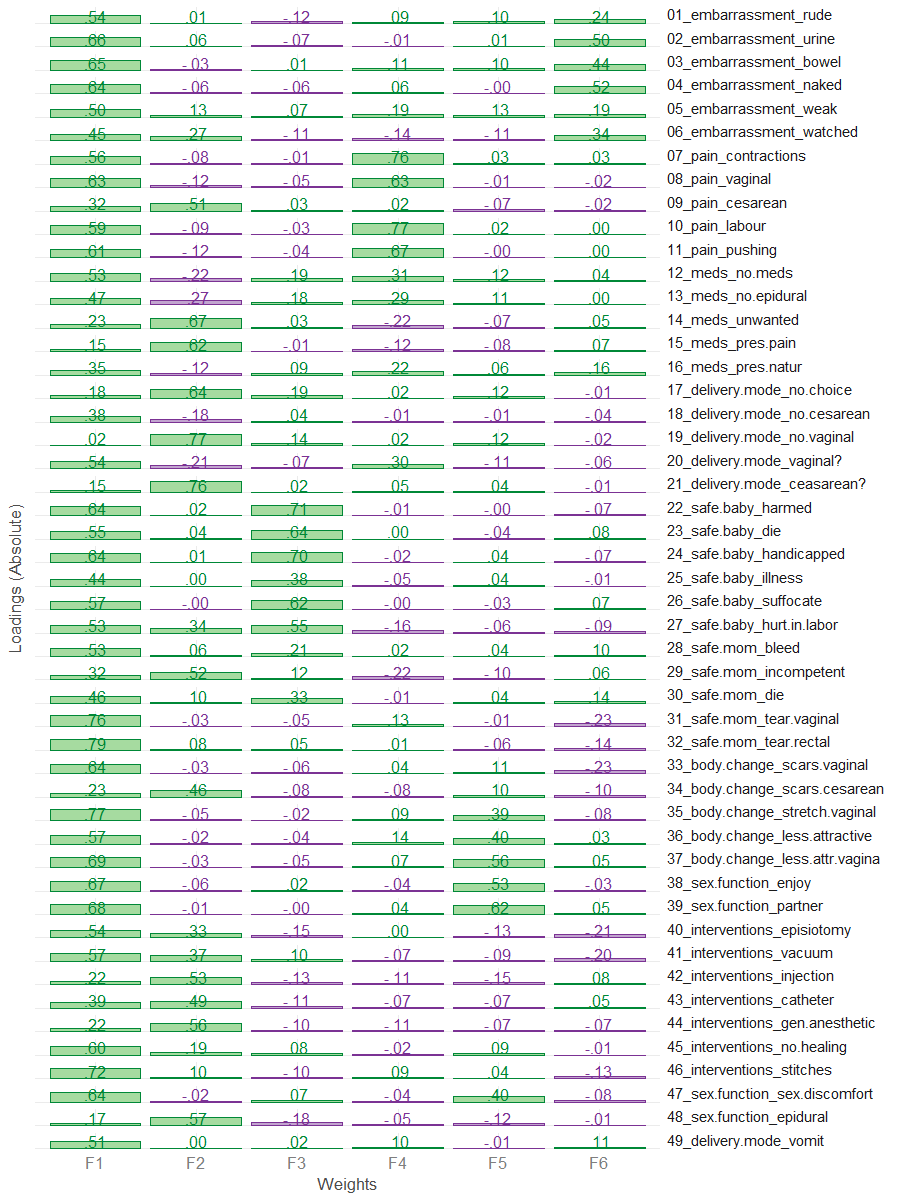 .54 .01 -.12 .09 .10 .24 01_embarrassment_rude
.66 .06 -.07 -.01 .01 .50 02_embarrassment_urine
.65 -.03 .01 .11 .10 .44 03_embarrassment_bowel
.64 -.06 -.06 .06 -.00 .52 04_embarrassment_naked
.50 .13 .07 .19 .13 .19 05_embarrassment_weak
.45 .27 -.11 -.14 -.11 .34 06_embarrassment_watched
.56 -.08 -.01 .76 .03 .03 07_pain_contractions
.63 -.12 -.05 .63 -.01 -.02 08_pain_vaginal
.32 .51 .03 .02 -.07 -.02 09_pain_cesarean
.59 -.09 -.03 .77 .02 .00 10_pain_labour
.61 -.12 -.04 .67 -.00 .00 11_pain_pushing
.53 -.22 .19 .31 .12 .04 12_meds_no.meds
.47 -.27 .18 .29 .11 .00 13_meds_no.epidural
.23 .67 .03 -.22 -.07 .05 14_meds_unwanted
.15 .62 -.01 -.12 -.08 .07 15_meds_pres.pain
.35 -.12 .09 .22 .06 .16 16_meds_pres.natur
.18 .64 .19 .02 .12 -.01 17_delivery.mode_no.choice
.38 -.18 .04 -.01 -.01 -.04 18_delivery.mode_no.cesarean
.02 .77 .14 .02 .12 -.02 19_delivery.mode_no.vaginal
.54 -.21 -.07 .30 -.11 -.06 20_delivery.mode_vaginal?
.15 .76 .02 .05 .04 -.01 21_delivery.mode_ceasarean?
.64 .02 .71 -.01 -.00 -.07 22_safe.baby_harmed
.55 .04 .64 .00 -.04 .08 23_safe.baby_die
.64 .01 .70 -.02 .04 -.07 24_safe.baby_handicapped
.44 .00 .38 -.05 .04 -.01 25_safe.baby_illness
.57 -.00 .62 -.00 -.03 .07 26_safe.baby_suffocate
.53 .34 .55 -.16 -.06 -.09 27_safe.baby_hurt.in.labor
.53 .06 .21 .02 .04 .10 28_safe.mom_bleed
.32 .52 .12 -.22 -.10 .06 29_safe.mom_incompetent
.46 .10 .33 -.01 .04 .14 30_safe.mom_die
.76 -.03 -.05 .13 -.01 -.23 31_safe.mom_tear.vaginal
.79 .08 .05 .01 -.06 -.14 32_safe.mom_tear.rectal
.64 -.03 -.06 .04 .11 -.23 33_body.change_scars.vaginal
.23 .46 -.08 -.08 .10 -.10 34_body.change_scars.cesarean
.77 -.05 -.02 .09 .39 -.08 35_body.change_stretch.vaginal
.57 -.02 -.04 .14 .40 .03 36_body.change_less.attractive
.69 -.03 -.05 .07 .56 .05 37_body.change_less.attr.vagina
.67 -.06 .02 -.04 .53 -.03 38_sex.function_enjoy
.68 -.01 -.00 .04 .62 .05 39_sex.function_partner
.54 .33 -.15 .00 -.13 -.21 40_interventions_episiotomy
.57 .37 .10 -.07 -.09 -.20 41_interventions_vacuum
.22 .53 -.13 -.11 -.15 .08 42_interventions_injection
.39 .49 -.11 -.07 -.07 .05 43_interventions_catheter
.22 .56 -.10 -.11 -.07 -.07 44_interventions_gen.anesthetic
.60 .19 .08 -.02 .09 -.01 45_interventions_no.healing
.72 .10 -.10 .09 .04 -.13 46_interventions_stitches
.64 -.02 .07 -.04 .40 -.08 47_sex.function_sex.discomfort
.17 .57 -.18 -.05 -.12 -.01 48_sex.function_epidural
.51 .00 .02 .10 -.01 .11 49_delivery.mode_vomit
F1 F2 F3 F4 F5 F6
Weights
Loadings (Absolute)